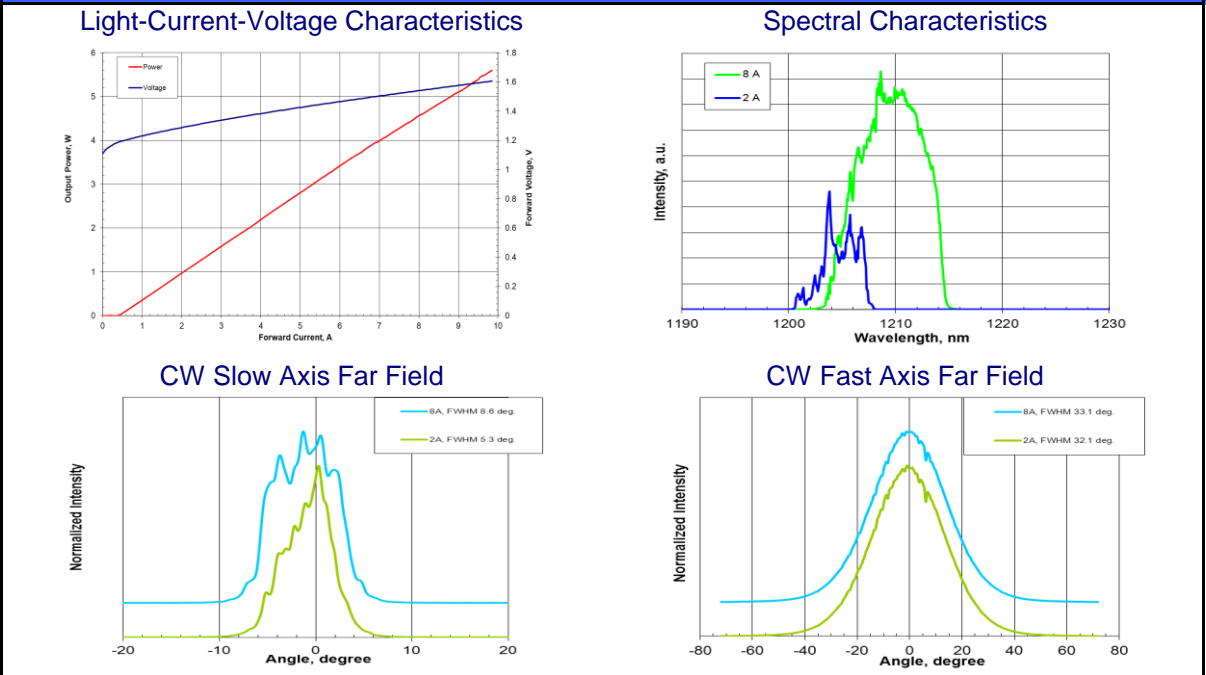 Light-Current-Voltage Characteristics
6
5
4
3
2
1
0
Output Power, W
Power
Voltage
1.8
1.6
1.4
1.2
1
0.8
0.6
0.4
0.2
0
Forward Voltage, V
0 1 2 3 4 5 6 7 8 9 10
Forward Current, A
Spectral Characteristics
Intensity, a.u.
8 A
2 A
1190 1200 1210 1220 1230
Wavelength, nm
CW Slow Axis Far Field
Normalized Intensity
8A, FWHM 8.6 deg.
2A, FWHM 5.3 deg.
-20 -10 0 10 20
Angle, degree
CW Fast Axis Far Field
Normalized Intensity
8A, FWHM 33.1 deg.
2A, FWHM 32.1 deg.
-80 -60 -40 -20 0 20 40 60 80
Angle, degree